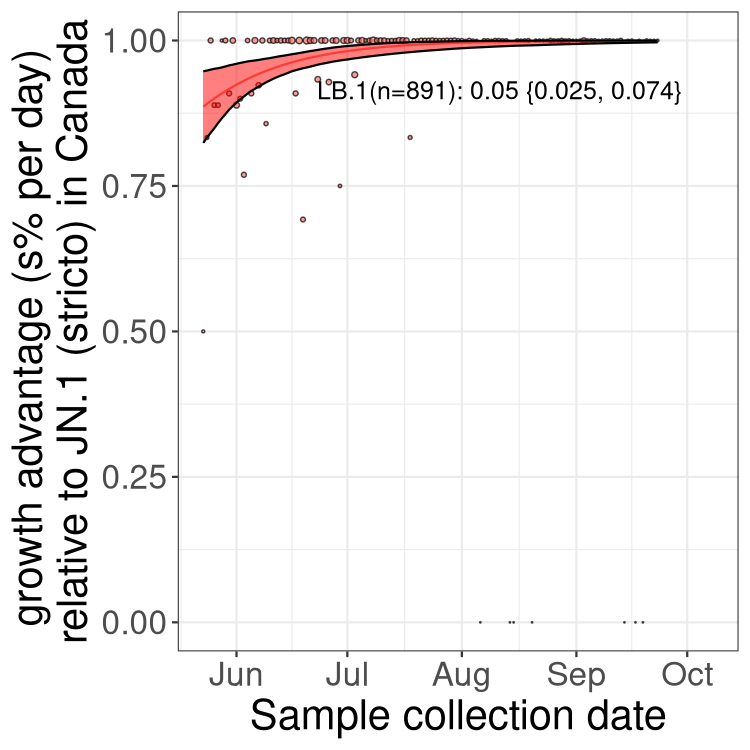 growth advantage (s% per day)
relative to JN.1 (stricto) in Canada
1.00
0.75
0.50
0.25
0.00
LB.1(n=891): 0.05 {0.025, 0.074}
Jun Jul Aug Sep Oct
Sample collection date